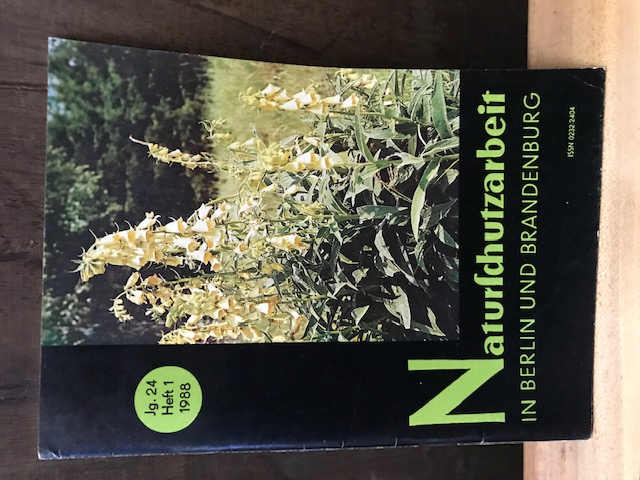 Jg. 24
Heft 1
1988
Naturſchutzarbeit
IN BERLIN UND BRANDENBURG
ISSN 0232-2404